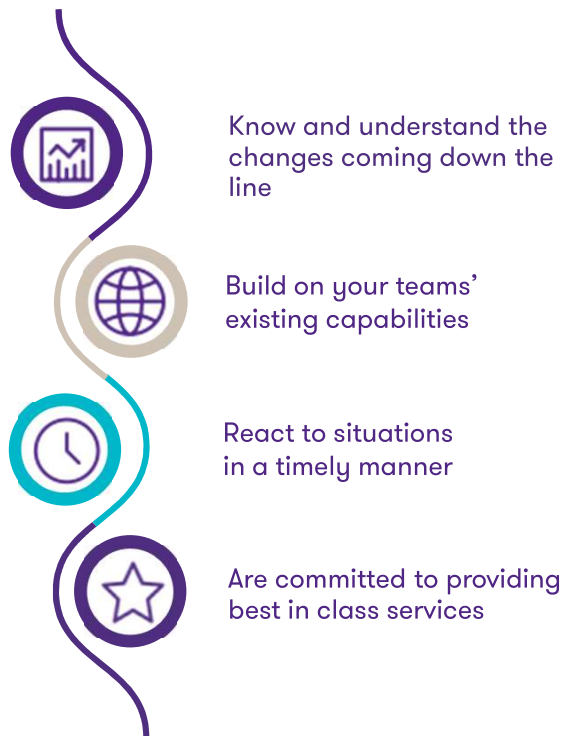 Know and understand the
changes coming down the
line
Build on your teams’
existing capabilities
React to situations
in a timely manner
Are committed to providing
best in class services